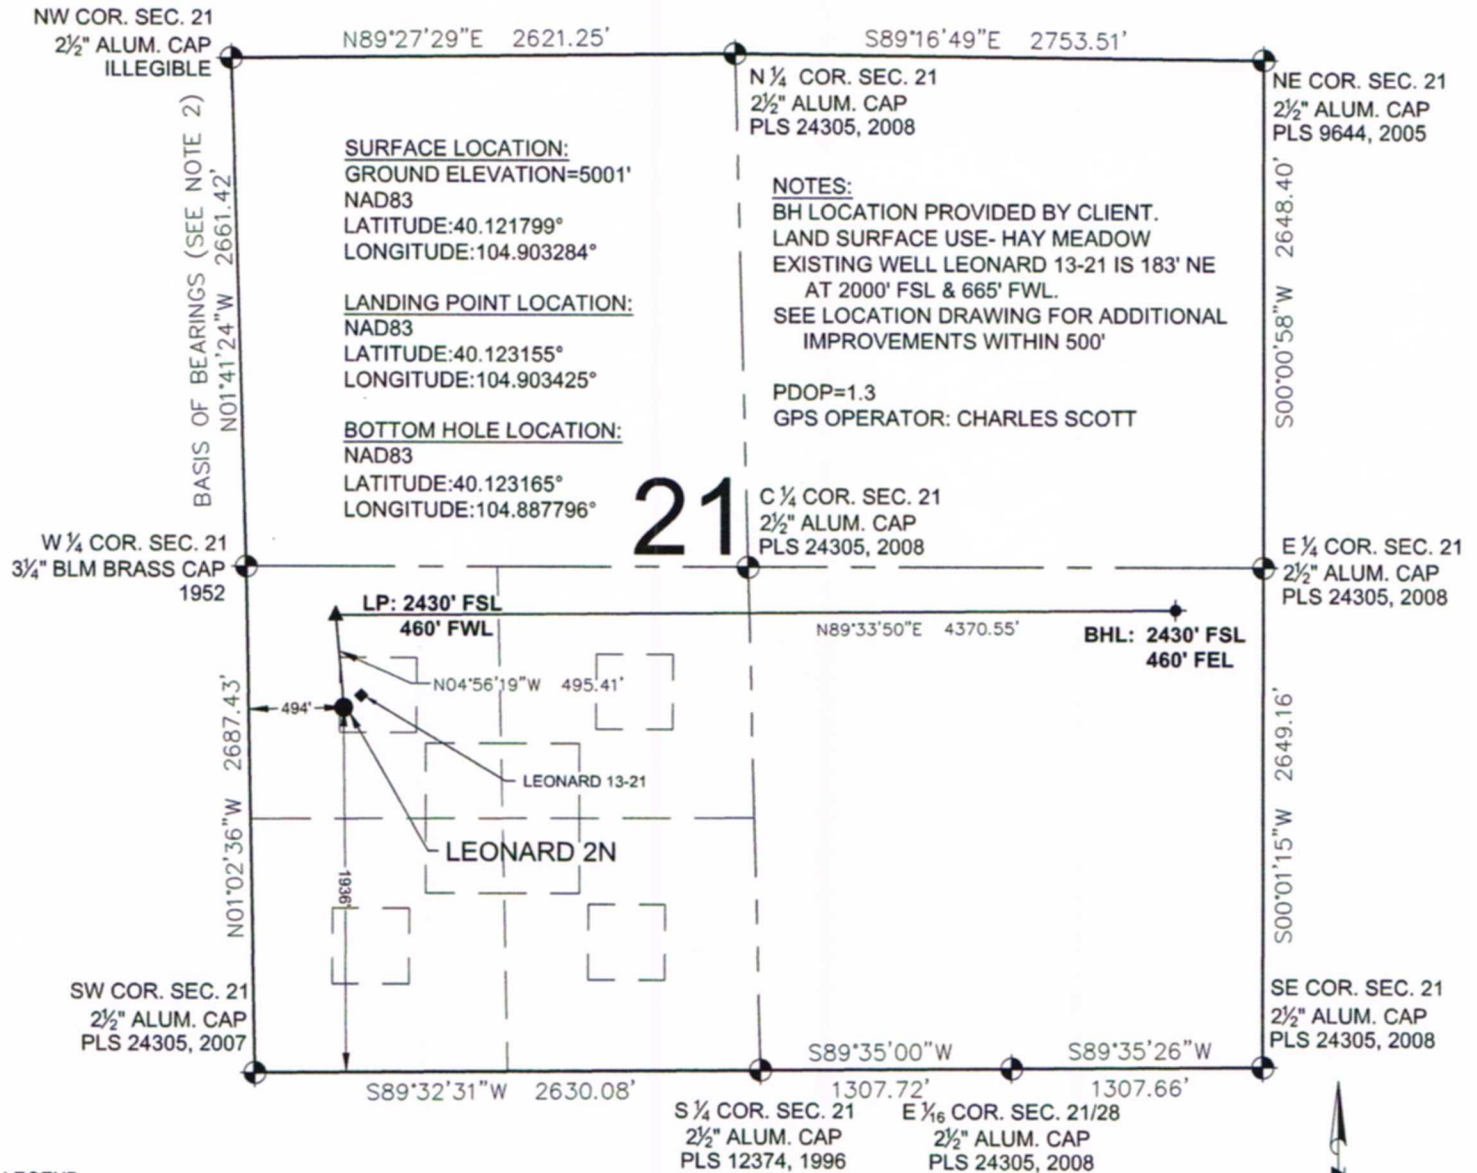 NW COR. SEC. 21
2½" ALUM. CAP
ILLEGIBLE
N89°27'29"E 2621.25'
S89°16'49"E 2753.51'
N ¼ COR. SEC. 21
2½" ALUM. CAP
PLS 24305, 2008
NE COR. SEC. 21
2½" ALUM. CAP
PLS 9644, 2005
BASIS OF BEARINGS (SEE NOTE 2)
N01°41'24"W 2661.42'
SURFACE LOCATION:
GROUND ELEVATION=5001'
NAD83
LATITUDE:40.121799°
LONGITUDE:104.903284°
LANDING POINT LOCATION:
NAD83
LATITUDE:40.123155°
LONGITUDE:104.903425°
BOTTOM HOLE LOCATION:
NAD83
LATITUDE:40.123165°
LONGITUDE:104.887796°
NOTES:
BH LOCATION PROVIDED BY CLIENT.
LAND SURFACE USE- HAY MEADOW
EXISTING WELL LEONARD 13-21 IS 183' NE
AT 2000' FSL & 665' FWL.
SEE LOCATION DRAWING FOR ADDITIONAL
IMPROVEMENTS WITHIN 500'
PDOP=1.3
GPS OPERATOR: CHARLES SCOTT
S00°00'58"W 2648.40'
21
C ¼ COR. SEC. 21
2½" ALUM. CAP
PLS 24305, 2008
W ¼ COR. SEC. 21
3¼" BLM BRASS CAP
1952
E ¼ COR. SEC. 21
2½" ALUM. CAP
PLS 24305, 2008
LP: 2430' FSL
460' FWL
N89°33'50"E 4370.55'
BHL: 2430' FSL
460' FEL
N04°56'19"W 495.41'
494'
LEONARD 13-21
LEONARD 2N
1936'
N01°02'36"W 2687.43'
S00°01'15"W 2649.16'
SW COR. SEC. 21
2½" ALUM. CAP
PLS 24305, 2007
SE COR. SEC. 21
2½" ALUM. CAP
PLS 24305, 2008
S89°32'31"W 2630.08'
S89°35'00"W
1307.72'
S89°35'26"W
1307.66'
S ¼ COR. SEC. 21
2½" ALUM. CAP
PLS 12374, 1996
E 1⁄16 COR. SEC. 21/28
2½" ALUM. CAP
PLS 24305, 2008